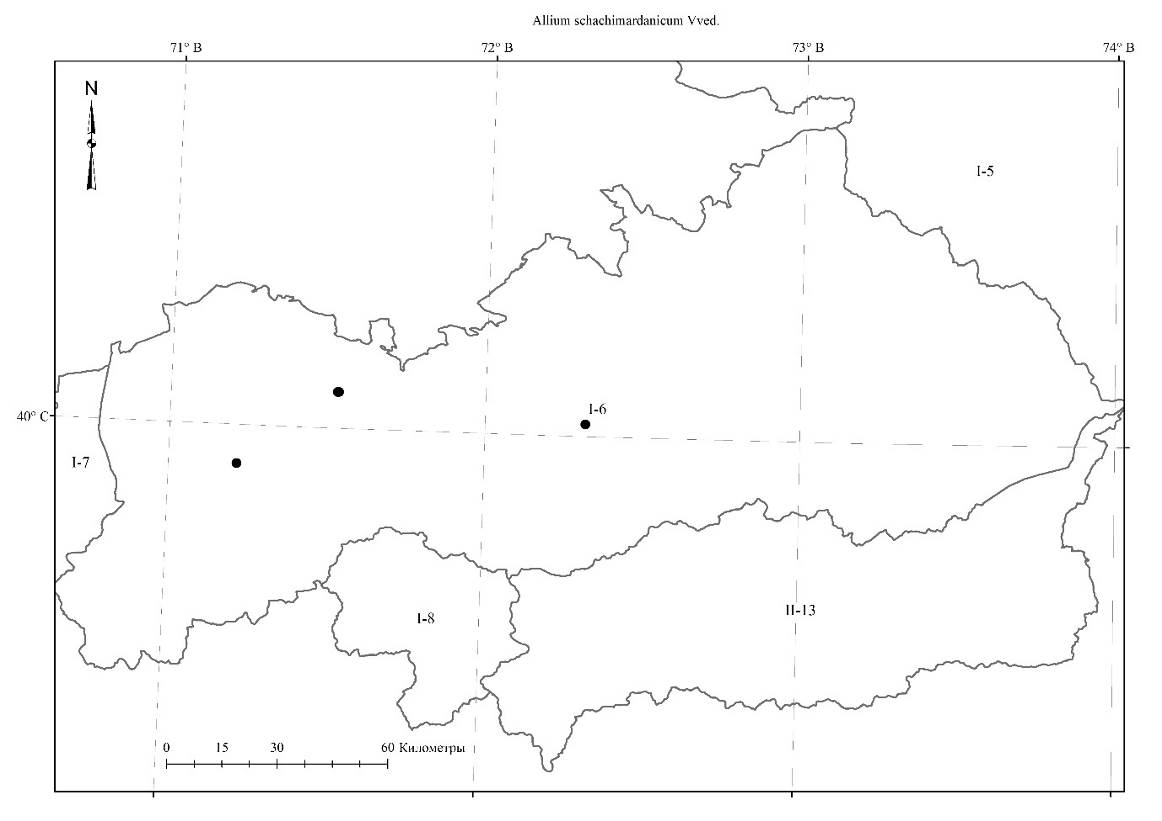 Allium schachimardanicum Vved.
71° В 72° В 73° В 74° В
N
I-5
40° С
I-6
I-7
II-13
I-8
0 15 30 60 Километры